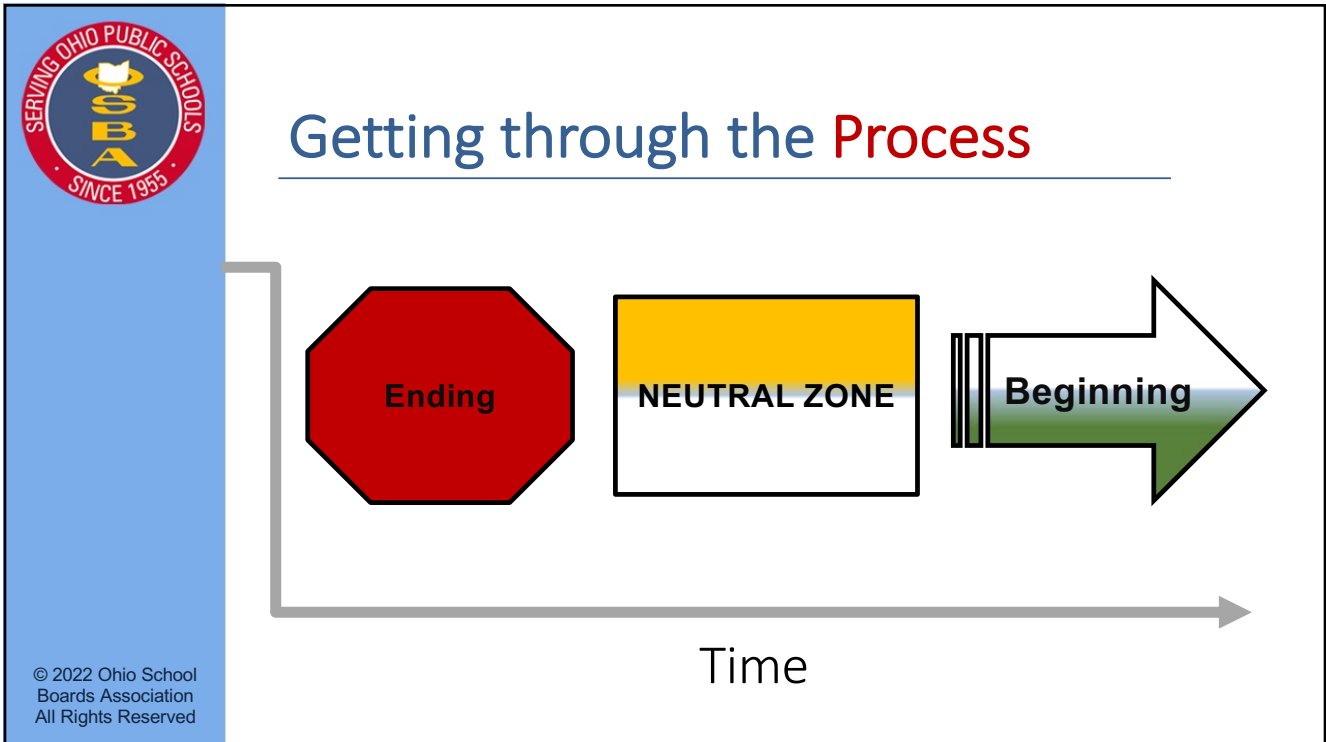 SERVING OHIO PUBLIC SCHOOLS
OSBA
· SINCE 1955 ·
Getting through the Process
Ending
NEUTRAL ZONE
Beginning
Time
© 2022 Ohio School
Boards Association
All Rights Reserved